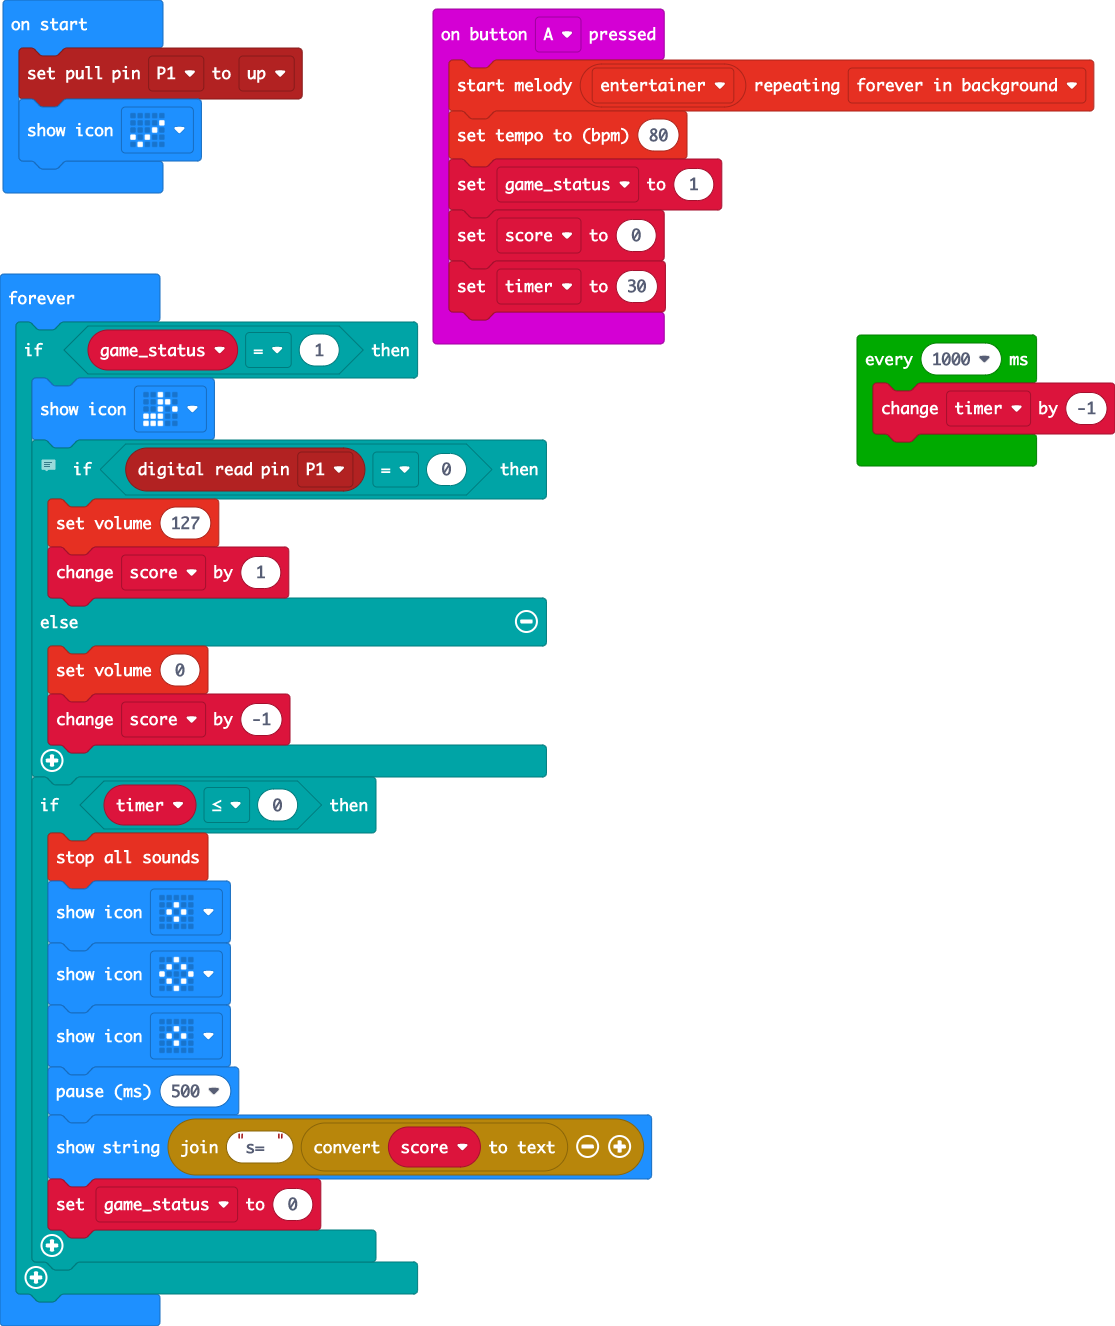 on start
set pull pin P1 to up
show icon
on button A pressed
start melody entertainer repeating forever in background
set tempo to (bpm) 80
set game_status to 1
set score to 0
set timer to 30
forever
if game_status = 1 then
show icon
if digital read pin P1 = 0 then
set volume 127
change score by 1
else
set volume 0
change score by -1
if timer ≤ 0 then
stop all sounds
show icon
show icon
show icon
pause (ms) 500
show string join "s= " convert score to text
set game_status to 0
every 1000 ms
change timer by -1